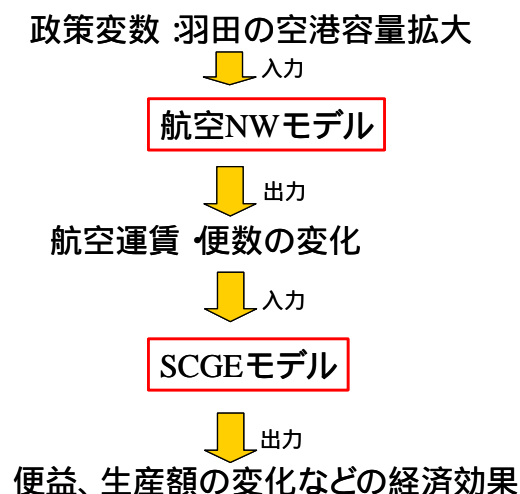 政策変数：羽田の空港容量拡大
入力
航空NWモデル
出力
航空運賃・便数の変化
入力
SCGEモデル
出力
便益、生産額の変化などの経済効果